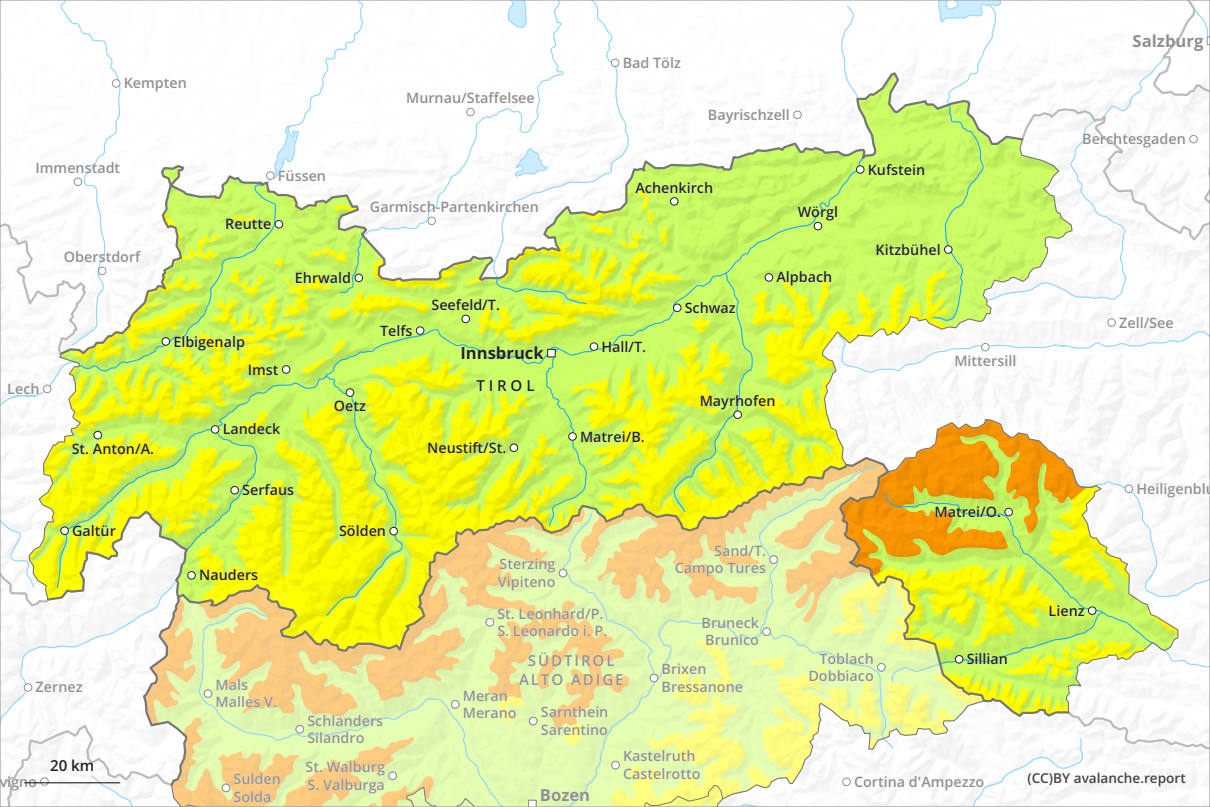 Salzburg
Bad Tölz
Kempten
Murnau/Staffelsee
Bayrischzell
Berchtesgaden
Immenstadt
Füssen
Kufstein
Achenkirch
Garmisch-Partenkirchen
Wörgl
Reutte
Kitzbühel
Oberstdorf
Ehrwald
Alpbach
Seefeld/T.
Schwaz
Zell/See
Telfs
Elbigenalp
Innsbruck
Hall/T.
Mittersill
Imst
TIROL
Lech
Oetz
Mayrhofen
Landeck
Matrei/B.
St. Anton/A.
Neustift/St.
Serfaus
Heiligenblu
Matrei/O.
Galtür
Sölden
Sand/T.
Campo Tures
Sterzing
Vipiteno
Nauders
Lienz
St. Leonhard/P.
S. Leonardo i. P.
Bruneck
Brunico
SÜDTIROL
ALTO ADIGE
Sillian
Toblach
Dobbiaco
Brixen
Bressanone
Zernez
Mals
Malles V.
Meran
Merano
Sarnthein
Sarentino
Schlanders
Silandro
Kastelruth
Castelrotto
20 km
St. Walburg
S. Valburga
vigno
Sulden
Solda
Cortina d'Ampezzo
(CC)BY avalanche.report
Bozen